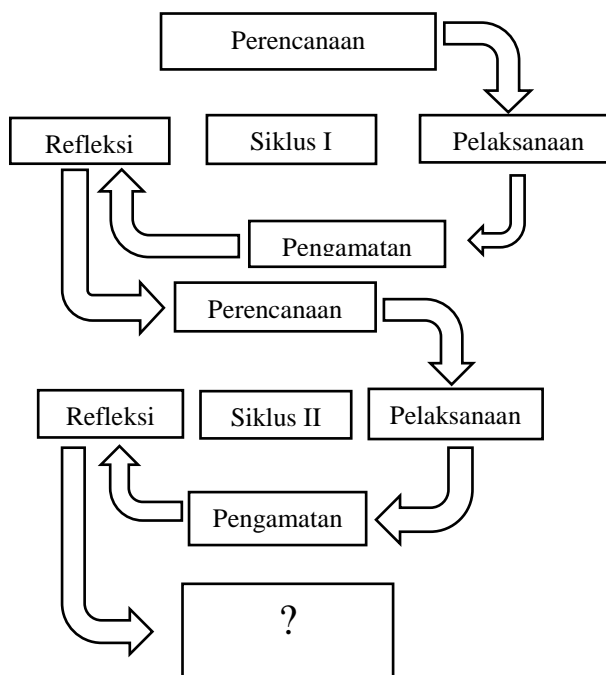 Perencanaan
Refleksi
Siklus I
Pelaksanaan
Pengamatan
Perencanaan
Refleksi
Siklus II
Pelaksanaan
Pengamatan
?